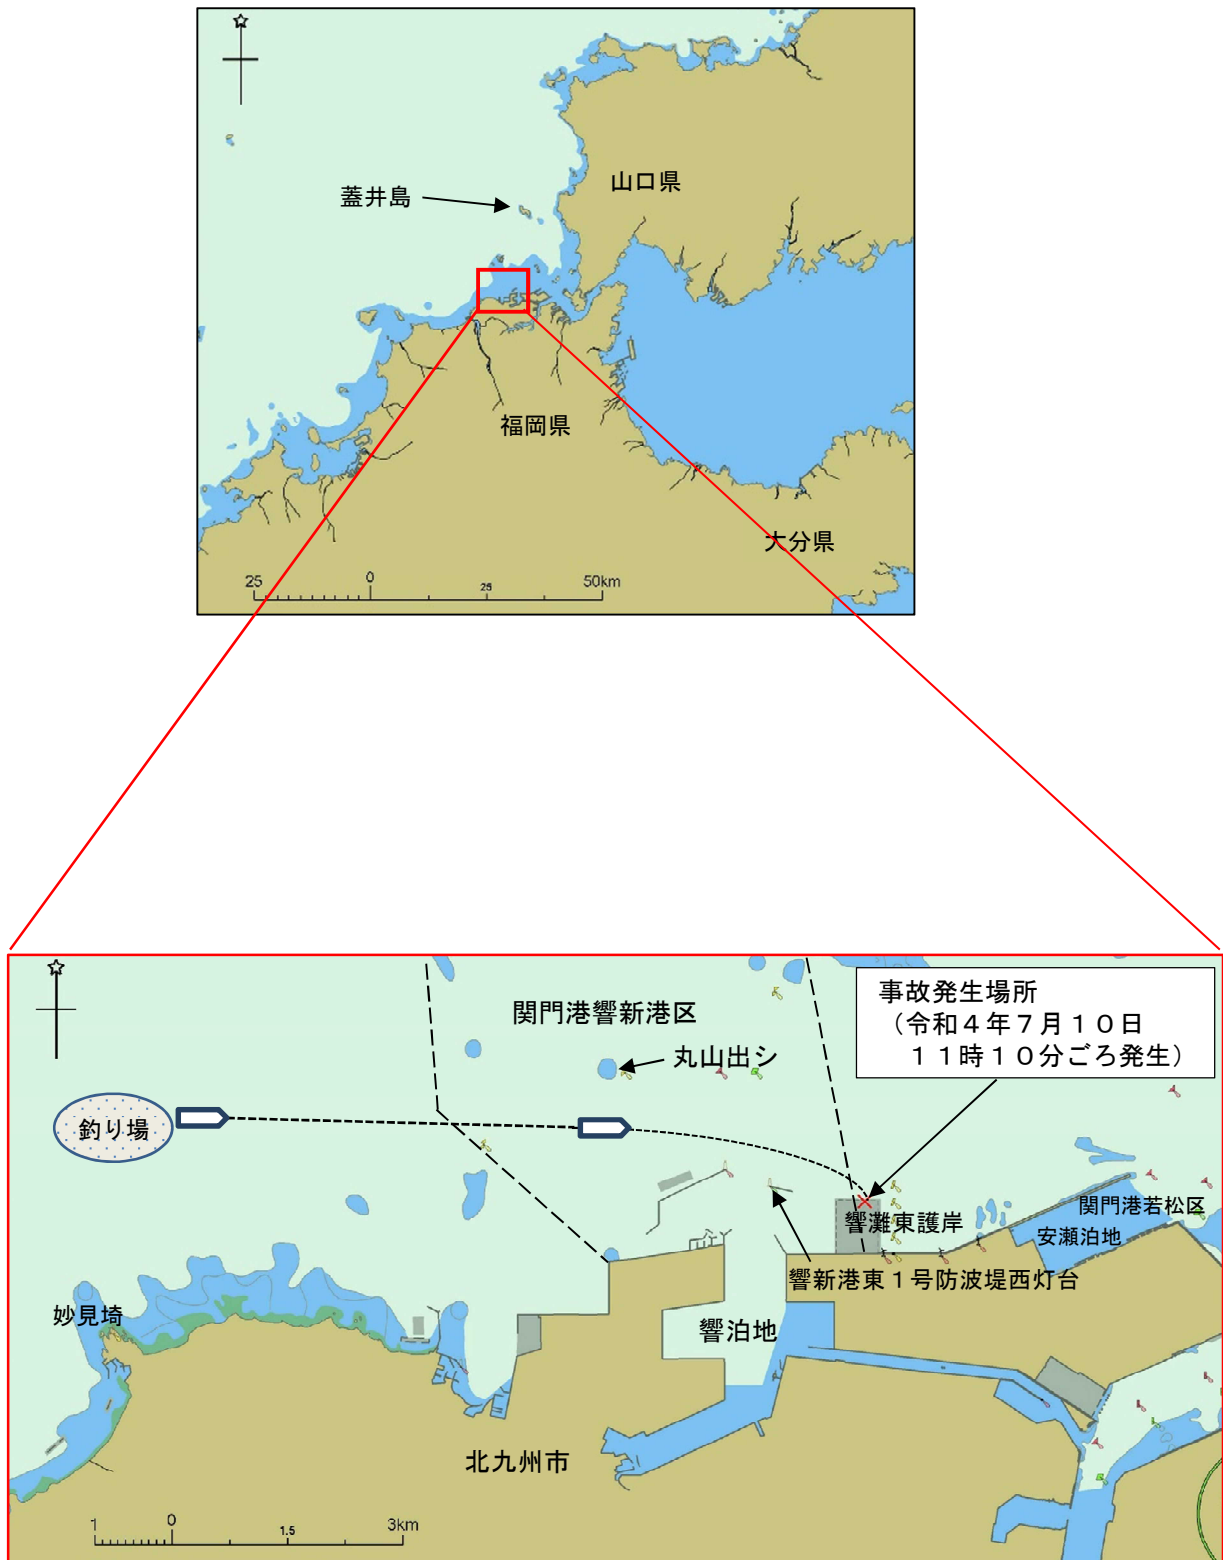 山口県
蓋井島
福岡県
大分県
25 0 25 50km
事故発生場所
（令和４年７月１０日
１１時１０分ごろ発生）
関門港響新港区
丸山出シ
釣り場
関門港若松区
響灘東護岸
安瀬泊地
響新港東１号防波堤西灯台
妙見埼
響泊地
北九州市
1 0 1.5 3km